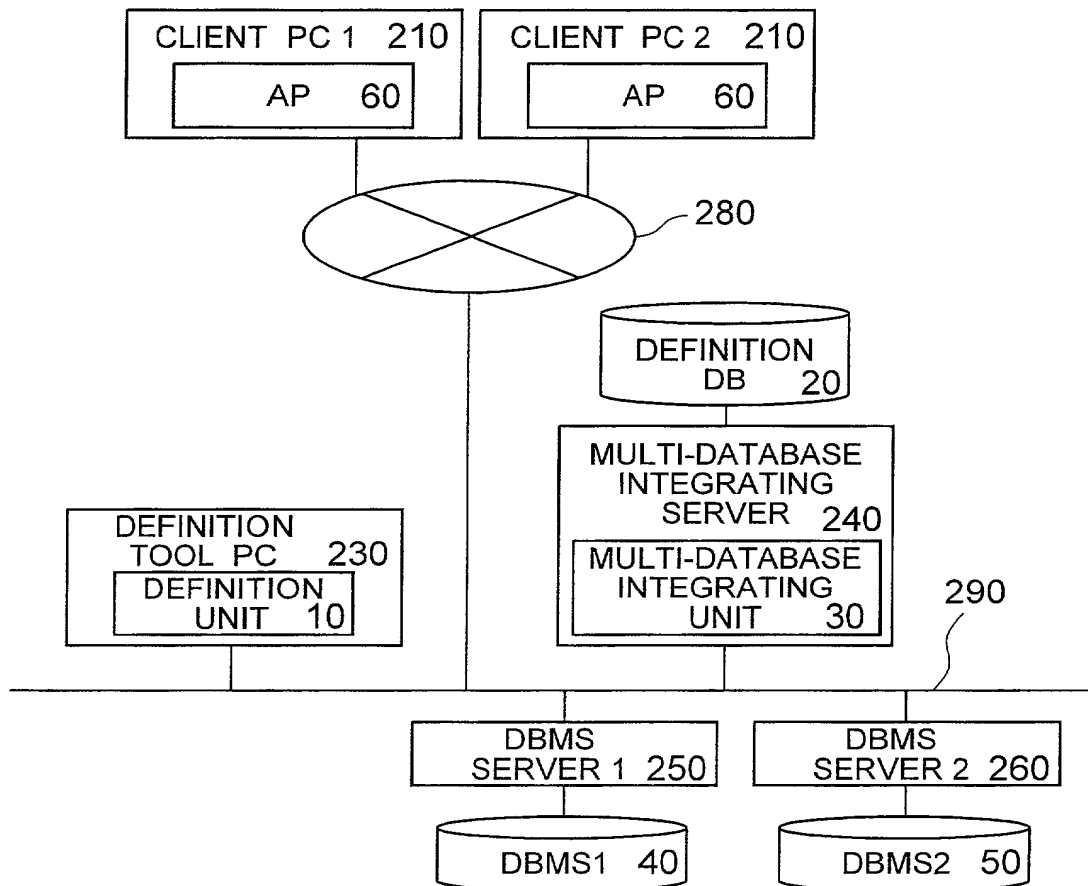 CLIENT PC 1 210
AP 60
CLIENT PC 2 210
AP 60
280
DEFINITION
DB 20
MULTI-DATABASE
INTEGRATING
SERVER 240
MULTI-DATABASE
INTEGRATING
UNIT 30
DEFINITION
TOOL PC 230
DEFINITION
UNIT 10
290
DBMS
SERVER 1 250
DBMS
SERVER 2 260
DBMS1 40
DBMS2 50